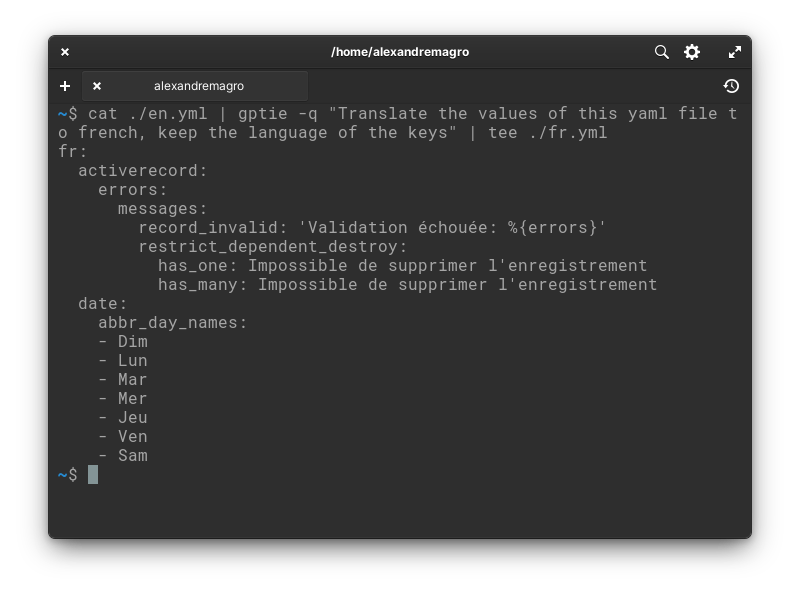 /home/alexandremagro
alexandremagro
~$ cat ./en.yml | gptie -q "Translate the values of this yaml file t
o french, keep the language of the keys" | tee ./fr.yml
fr:
  activerecord:
    errors:
      messages:
        record_invalid: 'Validation échouée: %{errors}'
        restrict_dependent_destroy:
          has_one: Impossible de supprimer l'enregistrement
          has_many: Impossible de supprimer l'enregistrement
  date:
    abbr_day_names:
    - Dim
    - Lun
    - Mar
    - Mer
    - Jeu
    - Ven
    - Sam
~$